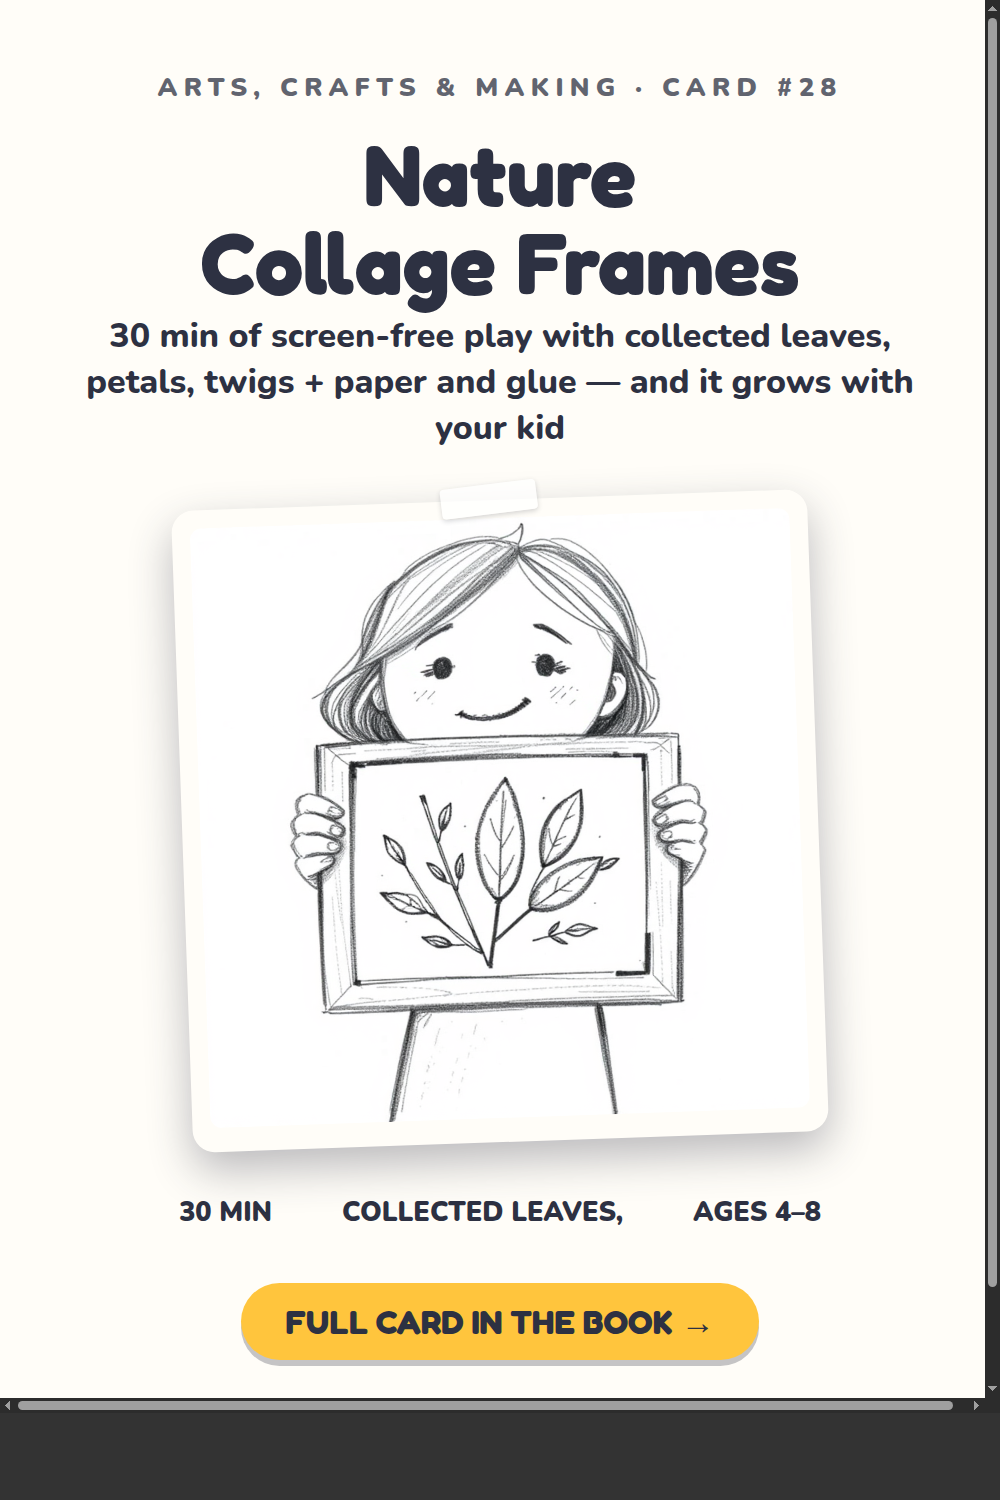 ARTS, CRAFTS & MAKING · CARD #28
Nature
Collage Frames
30 min of screen-free play with collected leaves,
petals, twigs + paper and glue — and it grows with
your kid
30 MIN COLLECTED LEAVES, AGES 4–8
FULL CARD IN THE BOOK →